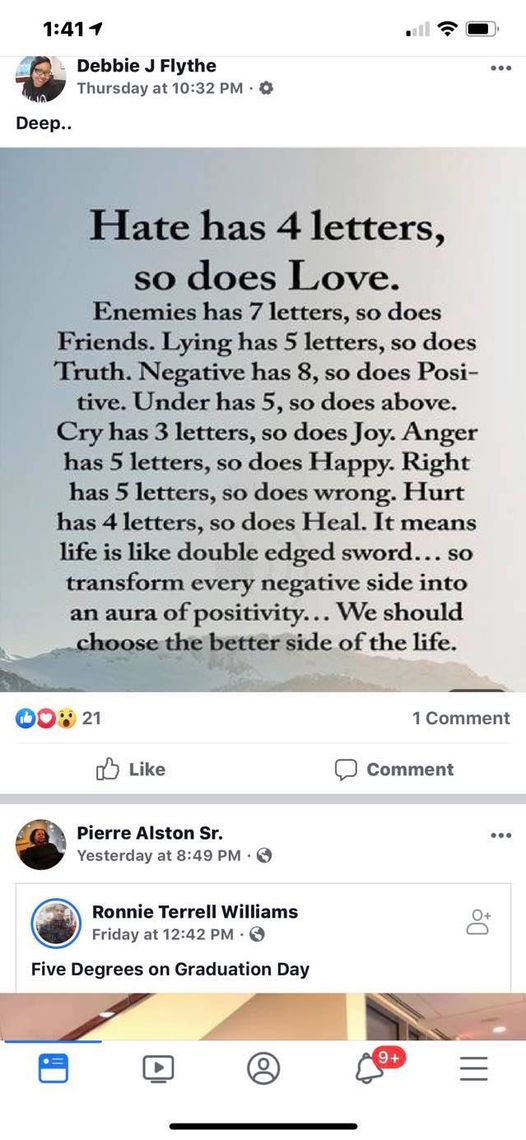 1:41
Debbie J Flythe
Thursday at 10:32 PM ·
Deep..
Hate has 4 letters,
so does Love.
Enemies has 7 letters, so does
Friends. Lying has 5 letters, so does
Truth. Negative has 8, so does Posi-
tive. Under has 5, so does above.
Cry has 3 letters, so does Joy. Anger
has 5 letters, so does Happy. Right
has 5 letters, so does wrong. Hurt
has 4 letters, so does Heal. It means
life is like double edged sword... so
transform every negative side into
an aura of positivity... We should
choose the better side of the life.
21
1 Comment
Like
Comment
Pierre Alston Sr.
Yesterday at 8:49 PM ·
Ronnie Terrell Williams
Friday at 12:42 PM ·
Five Degrees on Graduation Day
9+